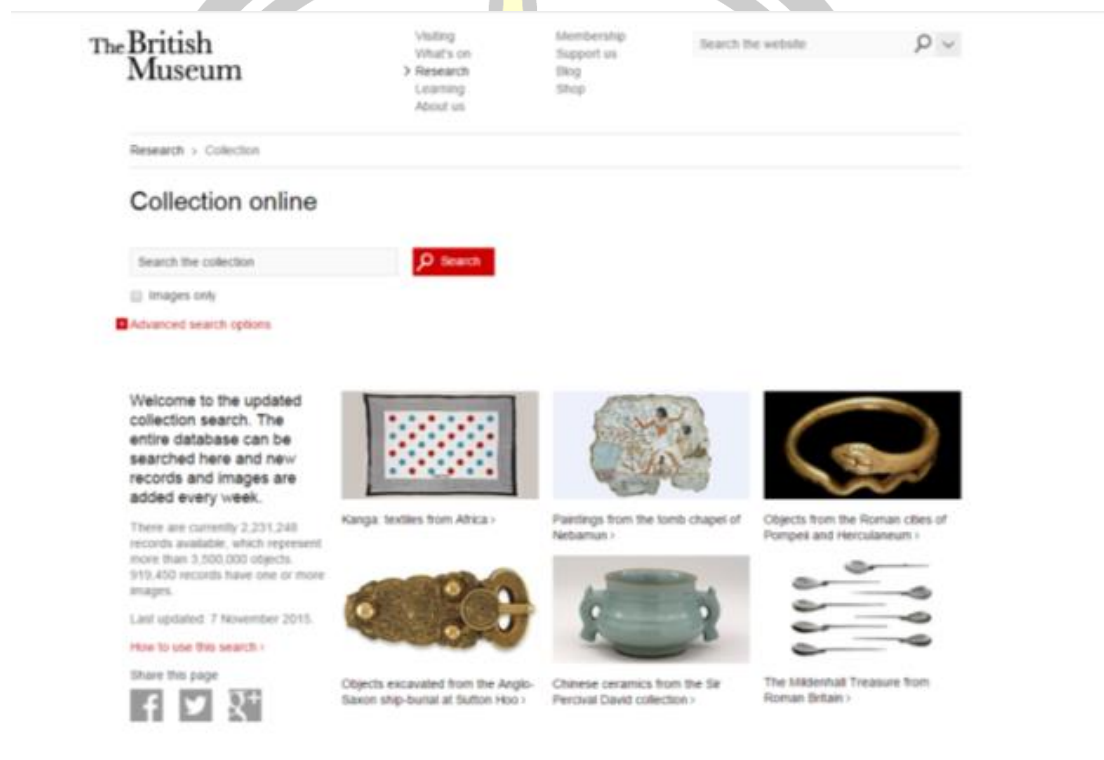 The British
Museum
Visiting
What's on
> Research
Learning
About us
Membership
Support us
Blog
Shop
Search the website
Research > Collection
Collection online
Search the collection
Search
Images only
Advanced search options
Welcome to the updated
collection search. The
entire database can be
searched here and new
records and images are
added every week.
There are currently 2,231,248
records available, which represent
more than 3,500,000 objects.
919,450 records have one or more
images.
Last updated: 7 November 2015.
How to use this search >
Share this page
Kanga: textiles from Africa >
Paintings from the tomb chapel of
Nebamun >
Objects from the Roman cities of
Pompeii and Herculaneum >
Objects excavated from the Anglo-
Saxon ship-burial at Sutton Hoo >
Chinese ceramics from the Sir
Percival David collection >
The Mildenhall Treasure from
Roman Britain >